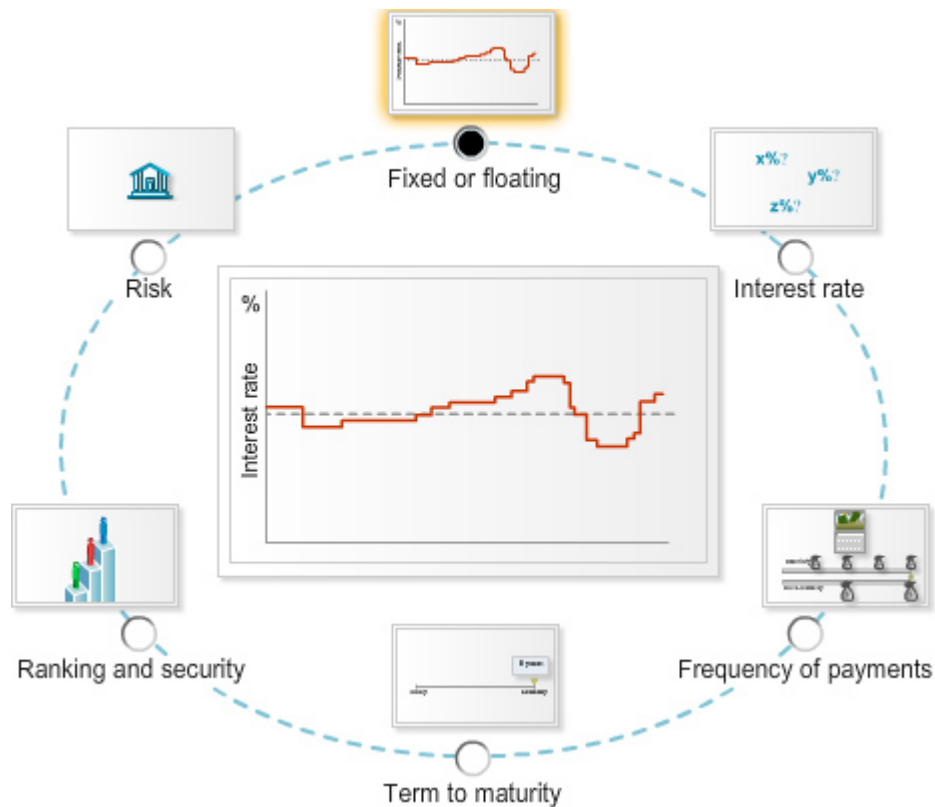 %
Fixed or floating
x%?
y%?
z%?
Risk
Interest rate
%
Interest rate
Ranking and security
Frequency of payments
Term to maturity